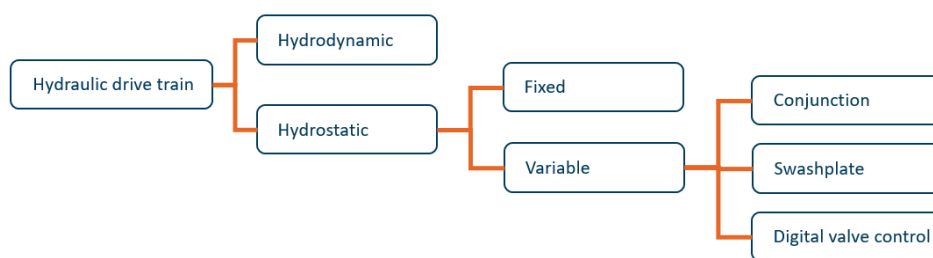 Hydraulic drive train
Hydrodynamic
Hydrostatic
Fixed
Variable
Conjunction
Swashplate
Digital valve control